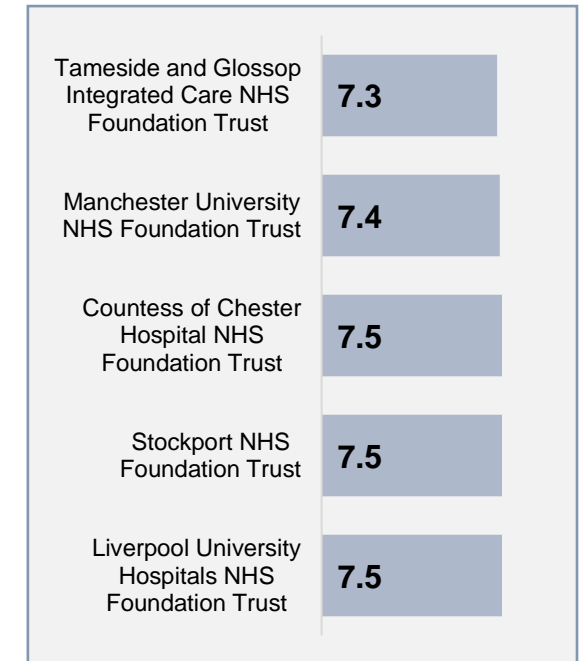 Tameside and Glossop
Integrated Care NHS
Foundation Trust
7.3
Manchester University
NHS Foundation Trust
7.4
Countess of Chester
Hospital NHS
Foundation Trust
7.5
Stockport NHS
Foundation Trust
7.5
Liverpool University
Hospitals NHS
Foundation Trust
7.5